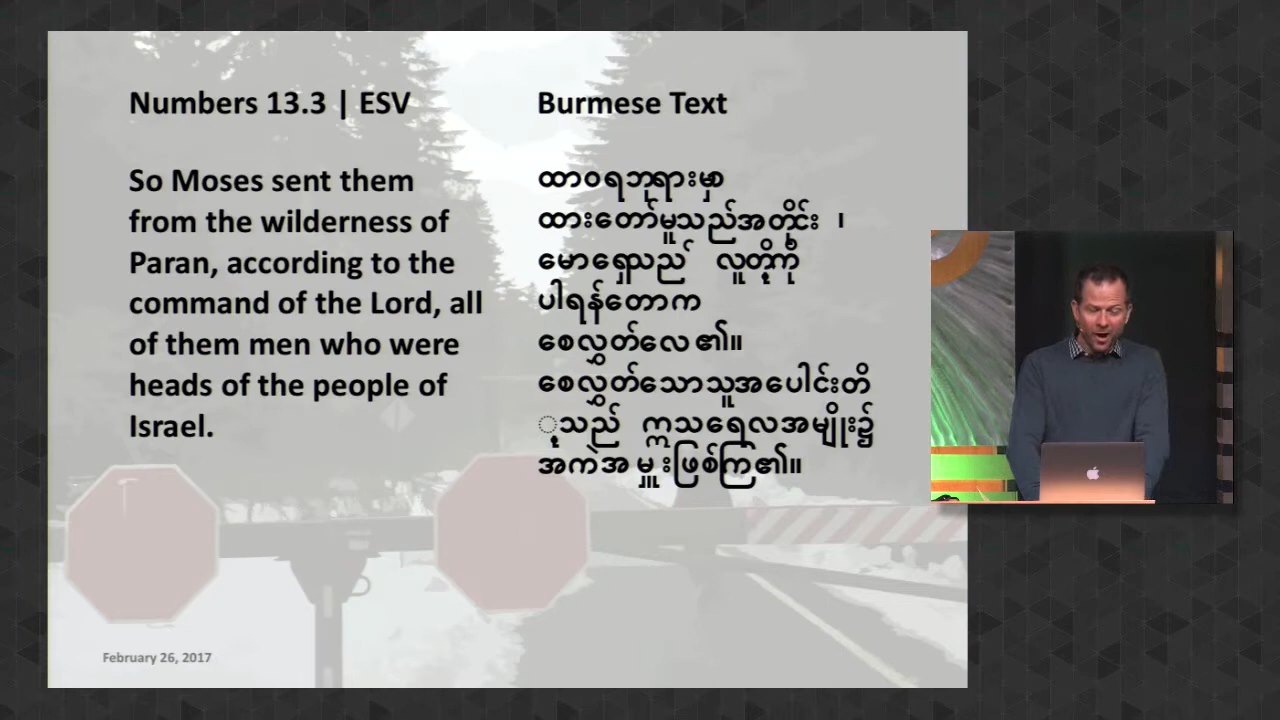 Numbers 13.3 | ESV
So Moses sent them
from the wilderness of
Paran, according to the
command of the Lord, all
of them men who were
heads of the people of
Israel.
Burmese Text
ထာဝရဘုရားမှာ
ထားတော်မူသည်အတိုင်း ၊
မောရှေသည် လူတို့ကို
ပါရန်တောက
စေလွှတ်လေ၏။
စေလွှတ်သောသူအပေါင်းတိ
ု့သည် ဣသရေလအမျိုး၌
အကဲအမှူးဖြစ်ကြ၏။
February 26, 2017